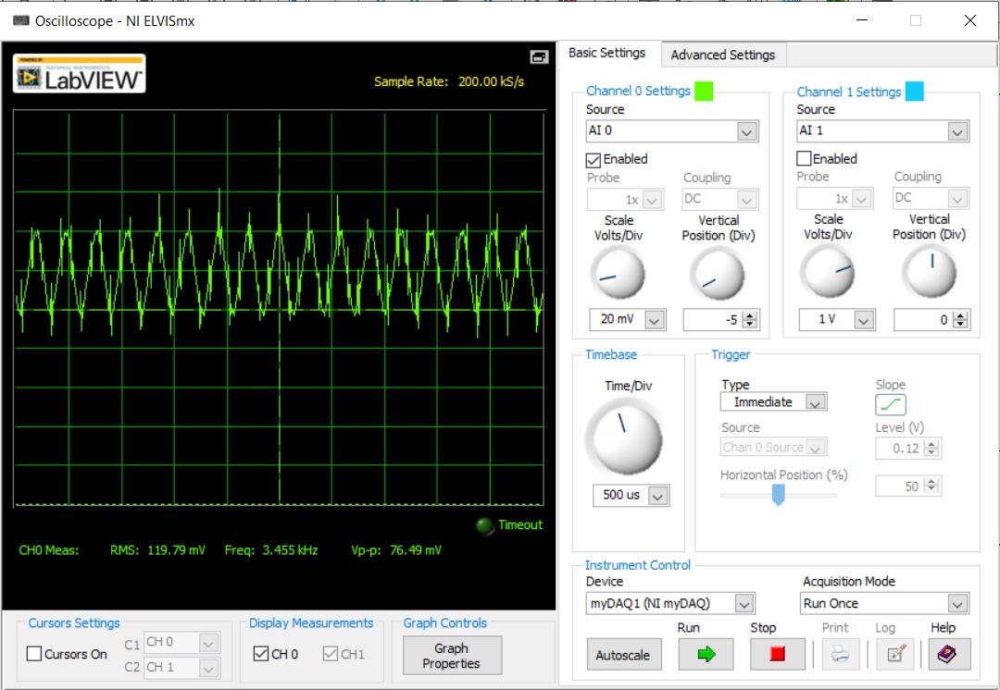 Oscilloscope - NI ELVISmx
POWERED BY
NATIONAL INSTRUMENTS
LabVIEW™
Sample Rate: 200.00 kS/s
Timeout
CH0 Meas: RMS: 119.79 mV Freq: 3.455 kHz Vp-p: 76.49 mV
Cursors Settings
Cursors On
C1 CH 0
C2 CH 1
Display Measurements
CH 0 CH1
Graph Controls
Graph
Properties
Basic Settings Advanced Settings
Channel 0 Settings
Source
AI 0
Enabled
Probe Coupling
1x DC
Scale
Volts/Div
Vertical
Position (Div)
20 mV -5
Channel 1 Settings
Source
AI 1
Enabled
Probe Coupling
1x DC
Scale
Volts/Div
Vertical
Position (Div)
1 V 0
Timebase
Time/Div
500 us
Trigger
Type
Immediate
Source
Chan 0 Source
Horizontal Position (%)
Slope
Level (V)
0.12
50
Instrument Control
Device
myDAQ1 (NI myDAQ)
Acquisition Mode
Run Once
Autoscale
Run Stop Print Log Help